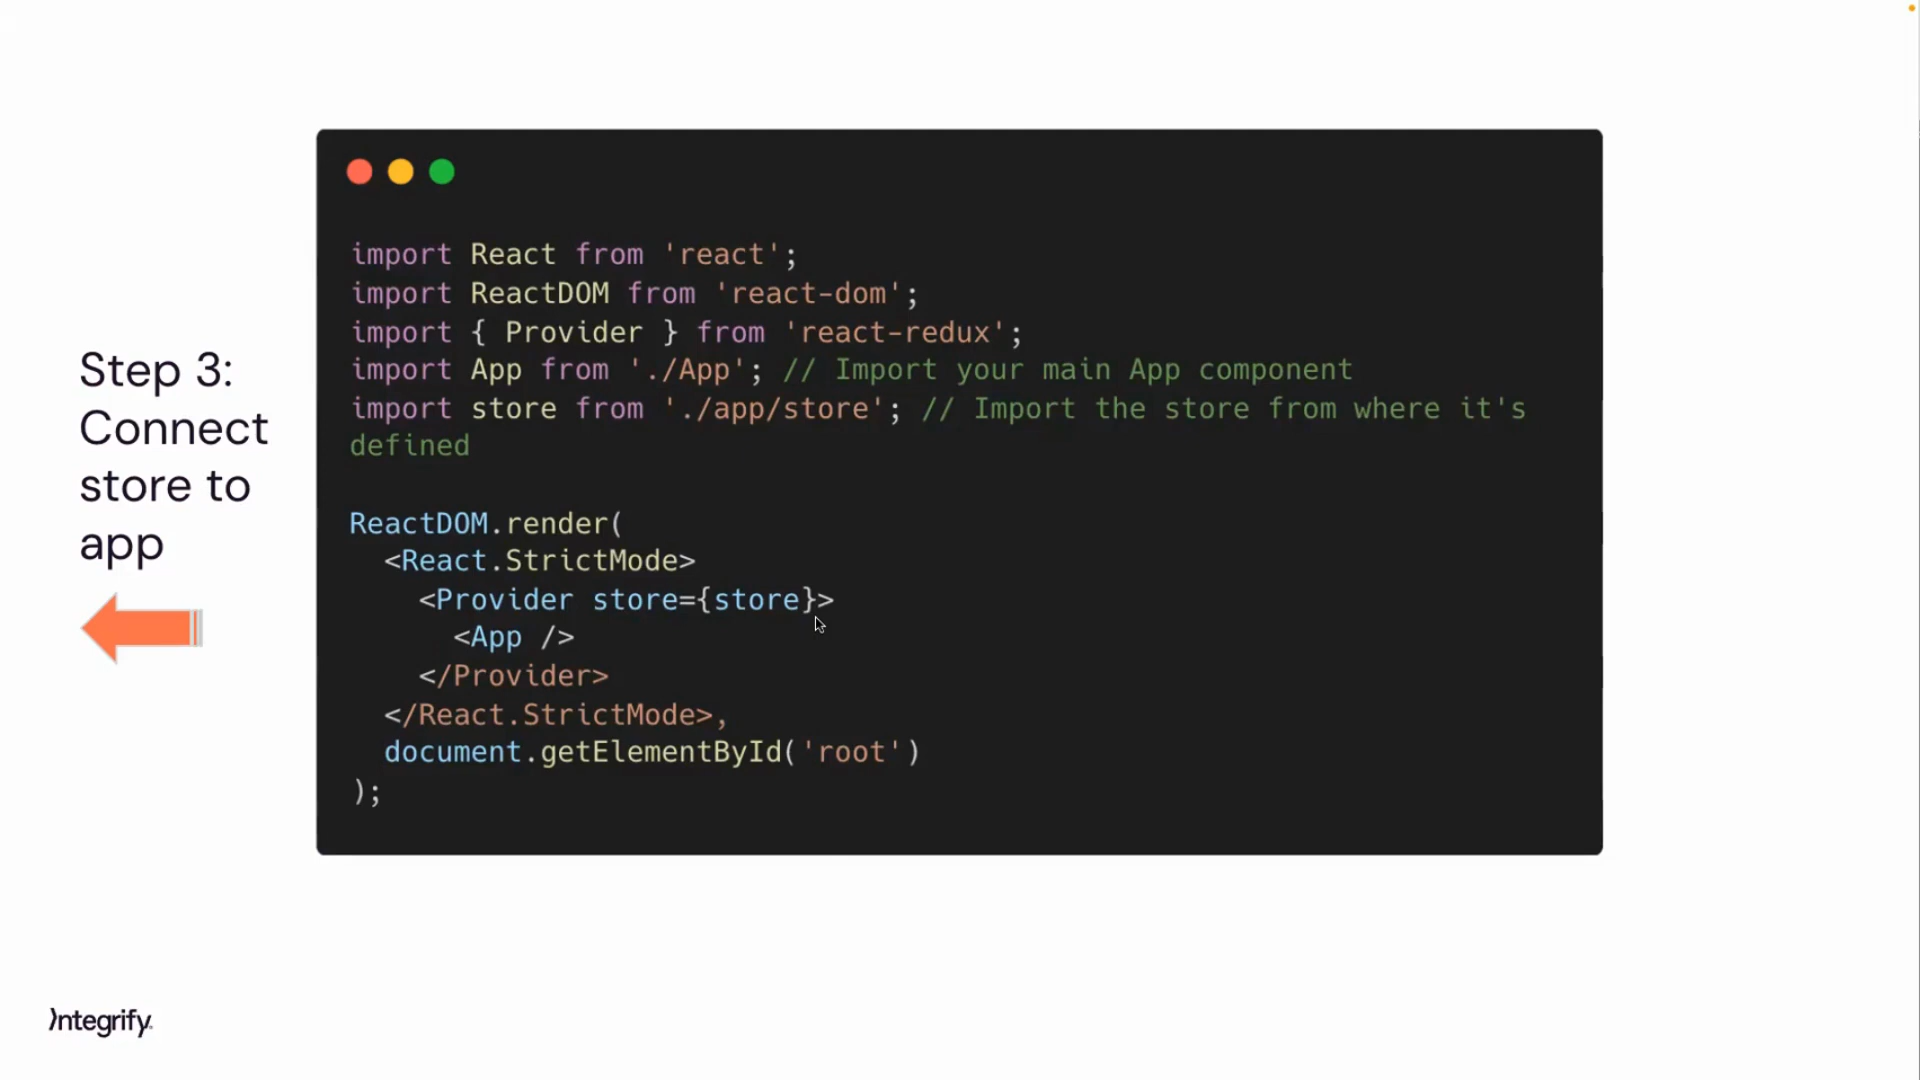 Step 3:
Connect
store to
app
import React from 'react';
import ReactDOM from 'react-dom';
import { Provider } from 'react-redux';
import App from './App'; // Import your main App component
import store from './app/store'; // Import the store from where it's
defined
ReactDOM.render(
  <React.StrictMode>
    <Provider store={store}>
      <App />
    </Provider>
  </React.StrictMode>,
  document.getElementById('root')
);
Integrify